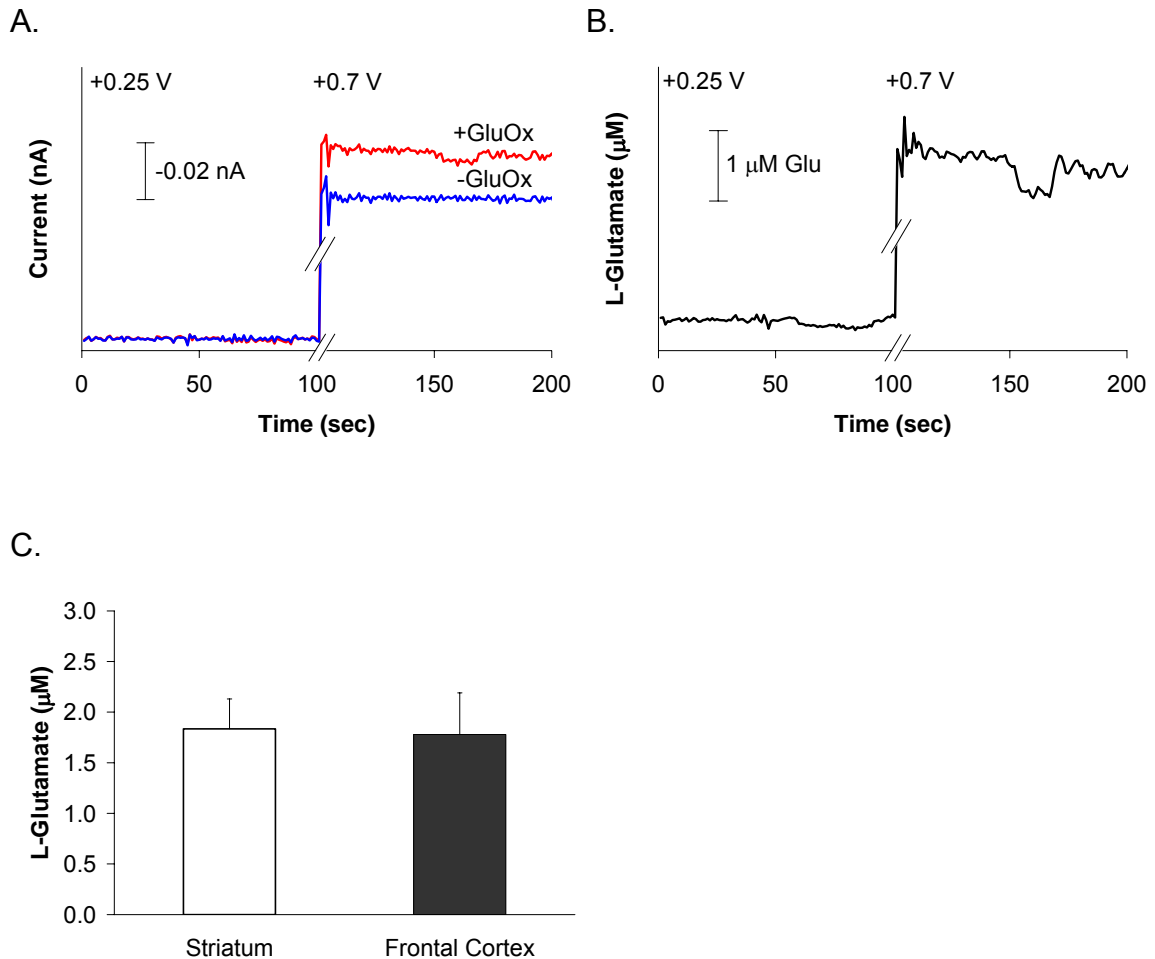 A.
+0.25 V
+0.7 V
+GluOx
-GluOx
-0.02 nA
Current (nA)
0 50 100 150 200
Time (sec)
B.
+0.25 V
+0.7 V
1 μM Glu
L-Glutamate (μM)
0 50 100 150 200
Time (sec)
C.
3.0
2.5
2.0
1.5
1.0
0.5
0.0
L-Glutamate (μM)
Striatum
Frontal Cortex